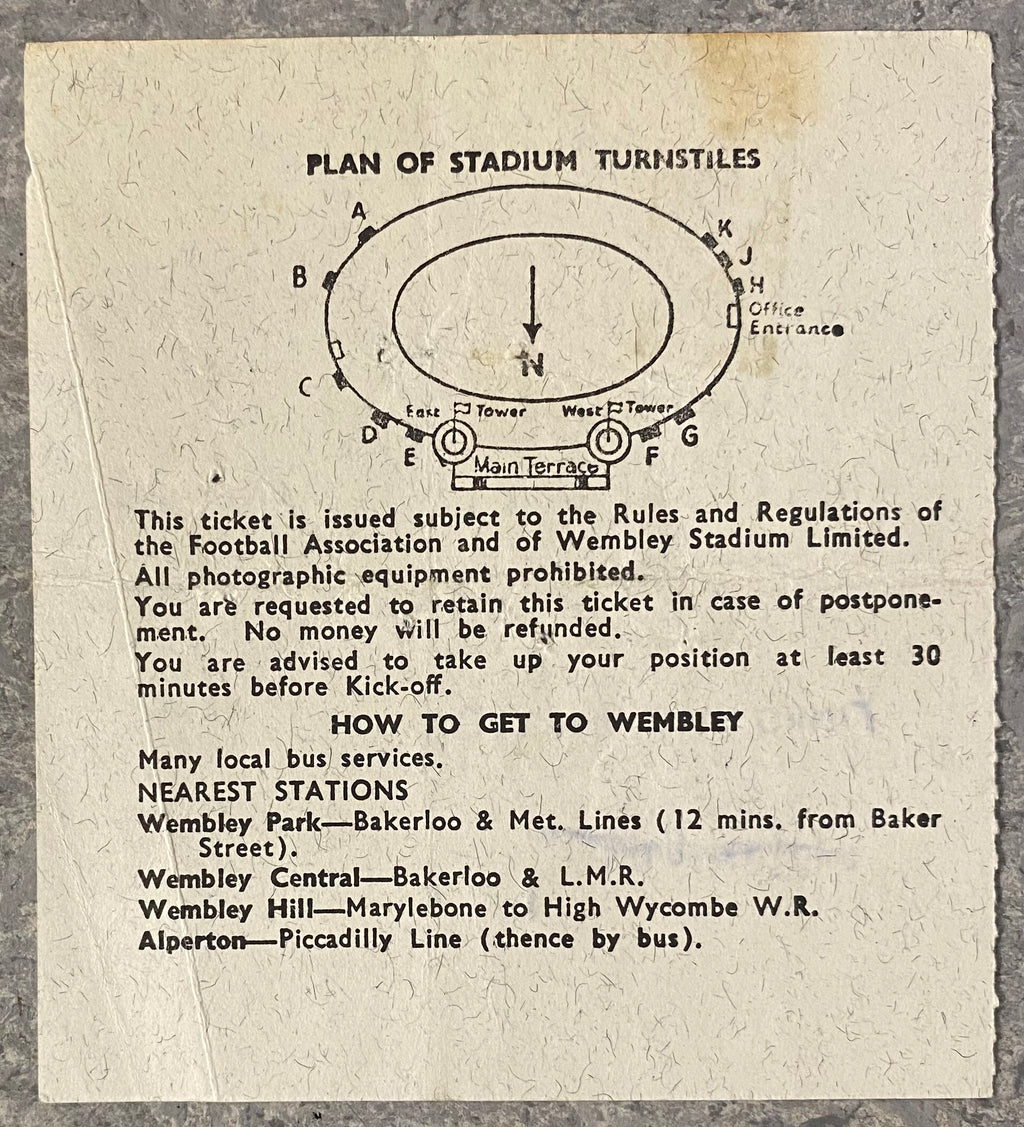 PLAN OF STADIUM TURNSTILES
A
K
J
B
H
Office
Entrance
N
C
East Tower
West Tower
D
G
E
F
Main Terrace
This ticket is issued subject to the Rules and Regulations of
the Football Association and of Wembley Stadium Limited.
All photographic equipment prohibited.
You are requested to retain this ticket in case of postpone-
ment. No money will be refunded.
You are advised to take up your position at least 30
minutes before Kick-off.
HOW TO GET TO WEMBLEY
Many local bus services.
NEAREST STATIONS
Wembley Park—Bakerloo & Met. Lines (12 mins. from Baker
Street).
Wembley Central—Bakerloo & L.M.R.
Wembley Hill—Marylebone to High Wycombe W.R.
Alperton—Piccadilly Line (thence by bus).